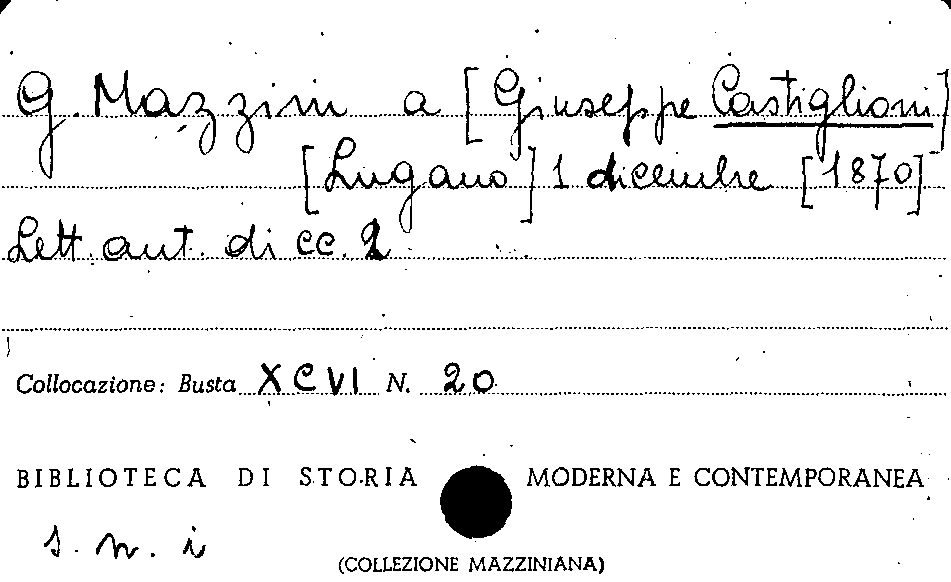 G. Mazzini a [Giuseppe Castiglioni]
[Lugano] 1 dicembre [1870]
Lett. aut. di cc. 2
Collocazione: Busta XCVI N. 20
BIBLIOTECA DI STORIA MODERNA E CONTEMPORANEA
s. n. i
(COLLEZIONE MAZZINIANA)